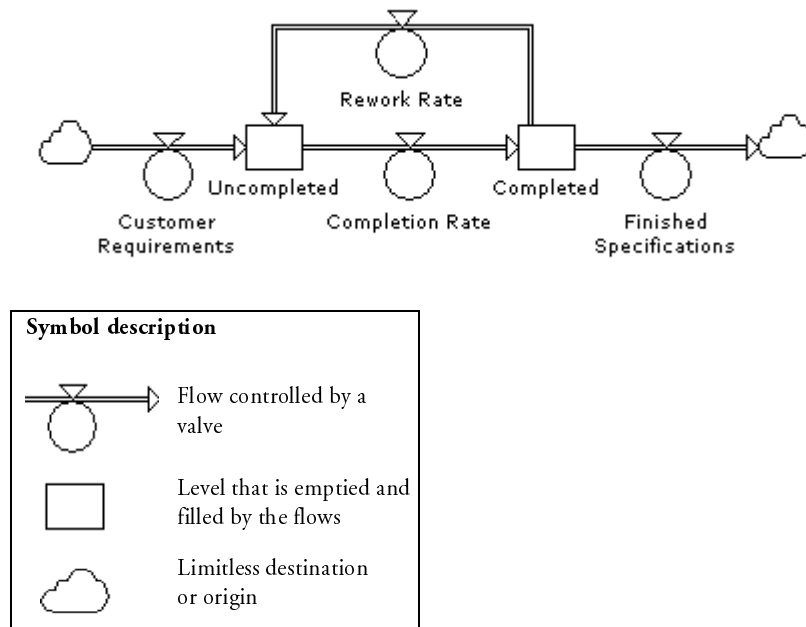 Rework Rate
Uncompleted
Completed
Customer
Requirements
Completion Rate
Finished
Specifications
Symbol description
Flow controlled by a
valve
Level that is emptied and
filled by the flows
Limitless destination
or origin